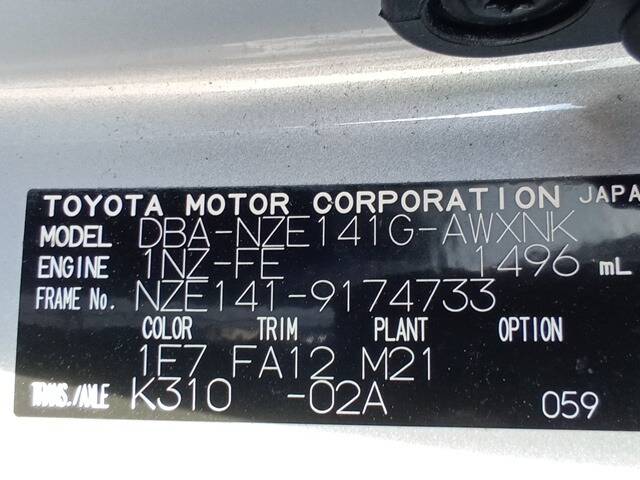 TOYOTA MOTOR CORPORATION JAPA
MODEL DBA-NZE141G-AWXNK
ENGINE 1NZ-FE 1496 mL
FRAME No. NZE141-9174733
COLOR TRIM PLANT OPTION
1F7 FA12 M21
TRANS./AXLE K310 -02A 059